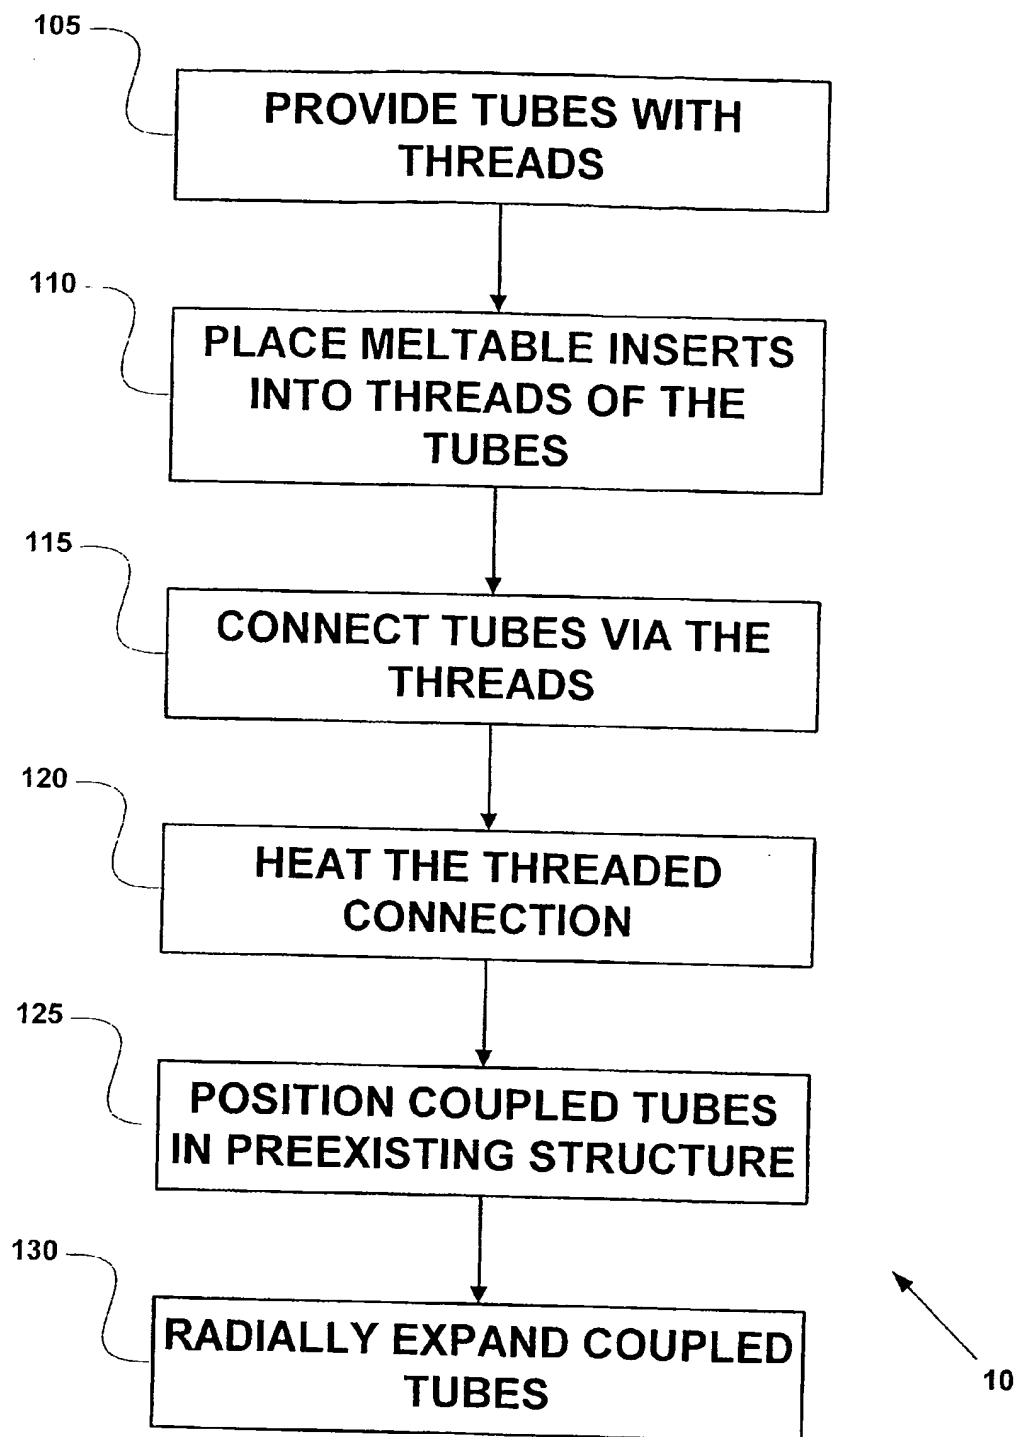 105
PROVIDE TUBES WITH
THREADS
110
PLACE MELTABLE INSERTS
INTO THREADS OF THE
TUBES
115
CONNECT TUBES VIA THE
THREADS
120
HEAT THE THREADED
CONNECTION
125
POSITION COUPLED TUBES
IN PREEXISTING STRUCTURE
130
RADIALLY EXPAND COUPLED
TUBES
10